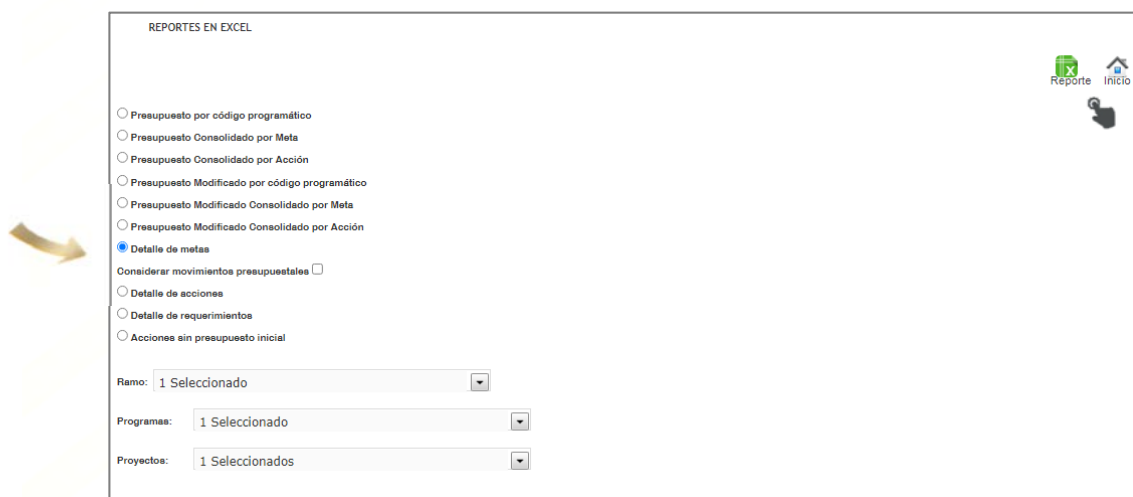 REPORTES EN EXCEL
Reporte Inicio
Presupuesto por código programático
Presupuesto Consolidado por Meta
Presupuesto Consolidado por Acción
Presupuesto Modificado por código programático
Presupuesto Modificado Consolidado por Meta
Presupuesto Modificado Consolidado por Acción
Detalle de metas
Considerar movimientos presupuestales
Detalle de acciones
Detalle de requerimientos
Acciones sin presupuesto inicial
Ramo: 1 Seleccionado
Programas: 1 Seleccionado
Proyectos: 1 Seleccionados